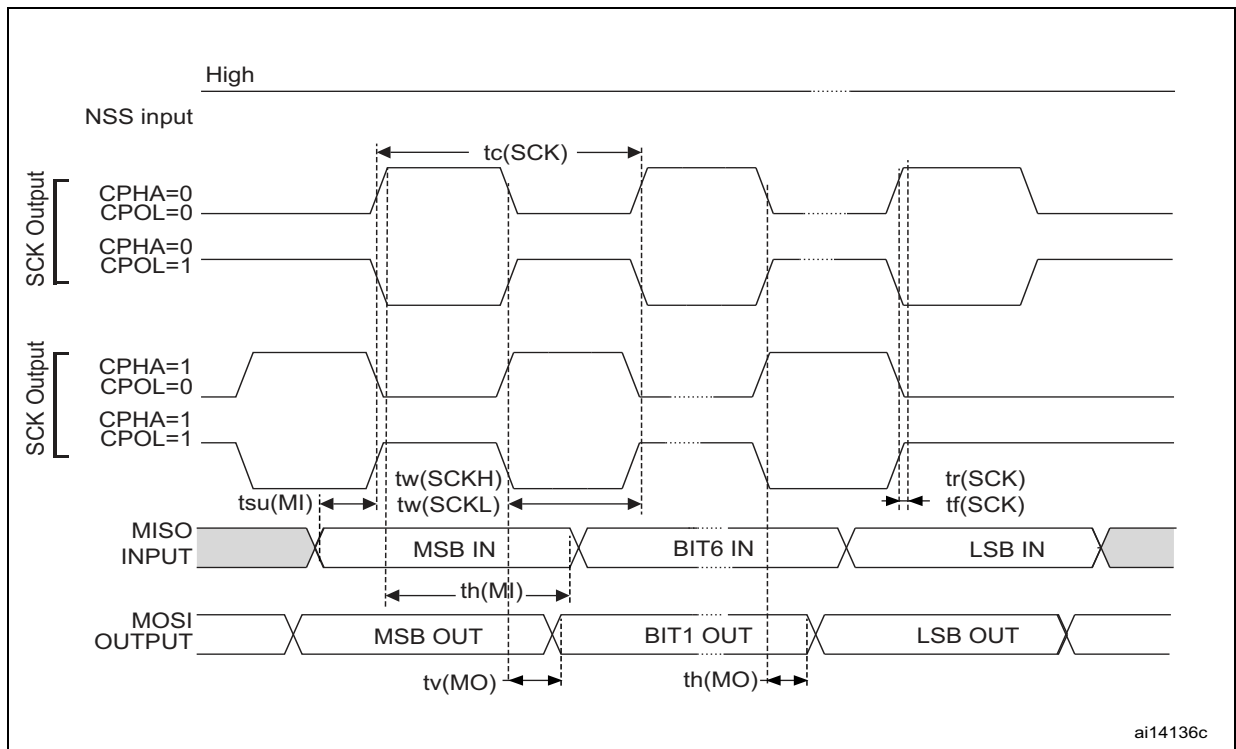 High
NSS input
tc(SCK)
SCK Output
CPHA=0
CPOL=0
CPHA=0
CPOL=1
SCK Output
CPHA=1
CPOL=0
CPHA=1
CPOL=1
tw(SCKH)
tw(SCKL)
tr(SCK)
tf(SCK)
tsu(MI)
MISO
INPUT
MSB IN
BIT6 IN
LSB IN
th(MI)
MOSI
OUTPUT
MSB OUT
BIT1 OUT
LSB OUT
tv(MO)
th(MO)
ai14136c